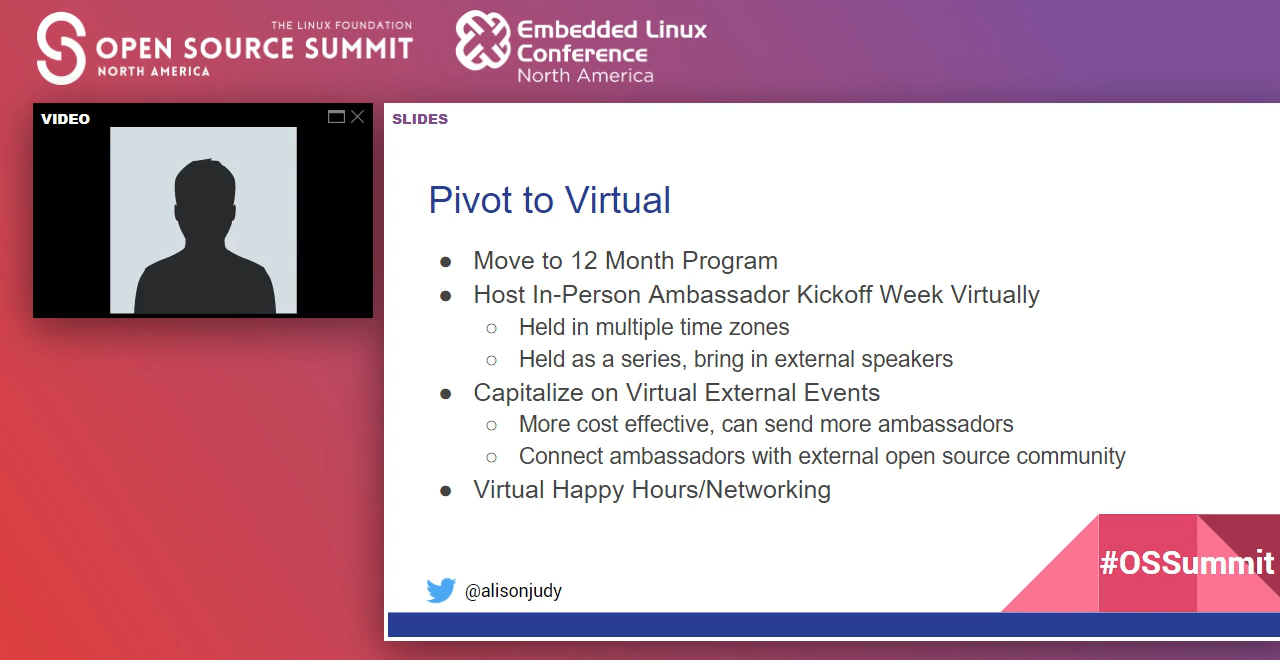 THE LINUX FOUNDATION
OPEN SOURCE SUMMIT
NORTH AMERICA
Embedded Linux
Conference
North America
VIDEO
SLIDES
Pivot to Virtual
● Move to 12 Month Program
● Host In-Person Ambassador Kickoff Week Virtually
○ Held in multiple time zones
○ Held as a series, bring in external speakers
● Capitalize on Virtual External Events
○ More cost effective, can send more ambassadors
○ Connect ambassadors with external open source community
● Virtual Happy Hours/Networking
#OSSummit
@alisonjudy